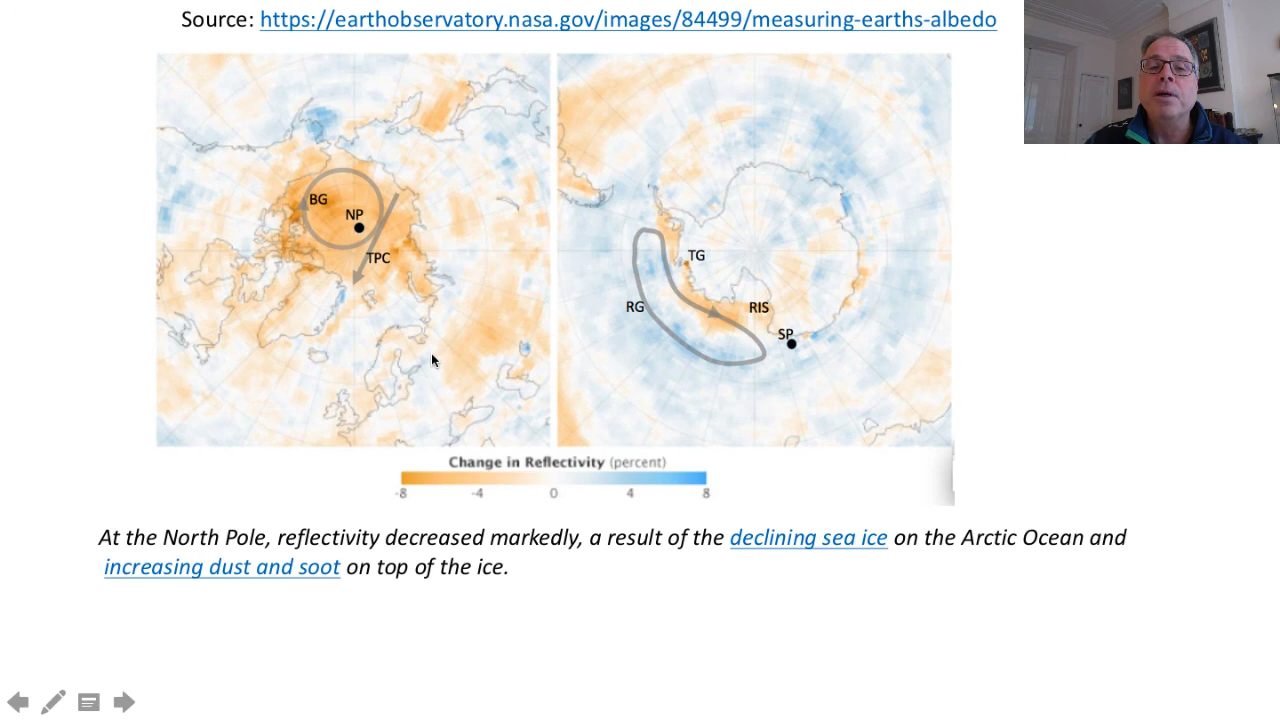 Source: https://earthobservatory.nasa.gov/images/84499/measuring-earths-albedo
BG
NP
TPC
TG
RG
RIS
SP
Change in Reflectivity (percent)
-8 -4 0 4 8
At the North Pole, reflectivity decreased markedly, a result of the declining sea ice on the Arctic Ocean and
increasing dust and soot on top of the ice.